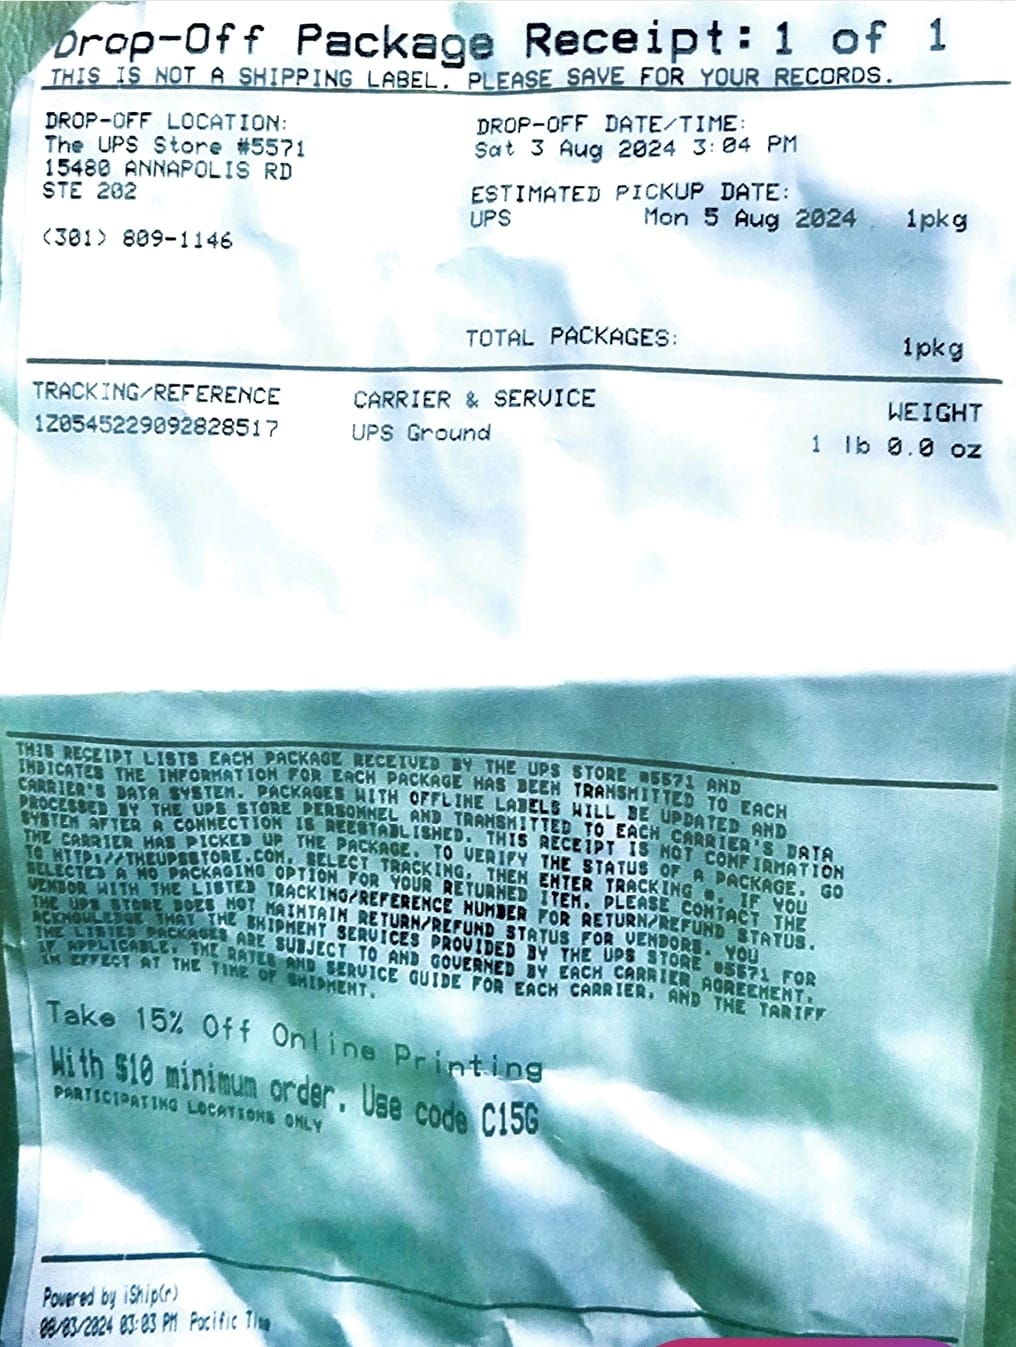 Drop-Off Package Receipt: 1 of 1
THIS IS NOT A SHIPPING LABEL. PLEASE SAVE FOR YOUR RECORDS.
DROP-OFF LOCATION:
The UPS Store #5571
15480 ANNAPOLIS RD
STE 202
(301) 809-1146
DROP-OFF DATE/TIME:
Sat 3 Aug 2024 3:04 PM
ESTIMATED PICKUP DATE:
UPS Mon 5 Aug 2024 1pkg
TOTAL PACKAGES: 1pkg
TRACKING/REFERENCE CARRIER & SERVICE WEIGHT
1Z0545229092828517 UPS Ground 1 lb 0.0 oz
THIS RECEIPT LISTS EACH PACKAGE RECEIVED BY THE UPS STORE #5571 AND
INDICATES THE INFORMATION FOR EACH PACKAGE HAS BEEN TRANSMITTED TO EACH
CARRIER'S DATA SYSTEM. PACKAGES WITH OFFLINE LABELS WILL BE UPDATED AND
PROCESSED BY THE UPS STORE PERSONNEL AND TRANSMITTED TO EACH CARRIER'S DATA
SYSTEM AFTER A CONNECTION IS REESTABLISHED. THIS RECEIPT IS NOT CONFIRMATION
THE CARRIER HAS PICKED UP THE PACKAGE. TO VERIFY THE STATUS OF A PACKAGE, GO
TO HTTP://THEUPSSTORE.COM, SELECT TRACKING, THEN ENTER TRACKING #. IF YOU
SELECTED A NO PACKAGING OPTION FOR YOUR RETURNED ITEM, PLEASE CONTACT THE
VENDOR WITH THE LISTED TRACKING/REFERENCE NUMBER FOR RETURN/REFUND STATUS.
THE UPS STORE DOES NOT MAINTAIN RETURN/REFUND STATUS FOR VENDORS. YOU
ACKNOWLEDGE THAT THE SHIPMENT SERVICES PROVIDED BY THE UPS STORE #5571 FOR
THE LISTED PACKAGES ARE SUBJECT TO AND GOVERNED BY EACH CARRIER AGREEMENT,
IF APPLICABLE, THE RATES AND SERVICE GUIDE FOR EACH CARRIER, AND THE TARIFF
IN EFFECT AT THE TIME OF SHIPMENT.
Take 15% Off Online Printing
With $10 minimum order. Use code C15G
PARTICIPATING LOCATIONS ONLY
Powered by iShip(r)
08/03/2024 03:03 PM Pacific Time